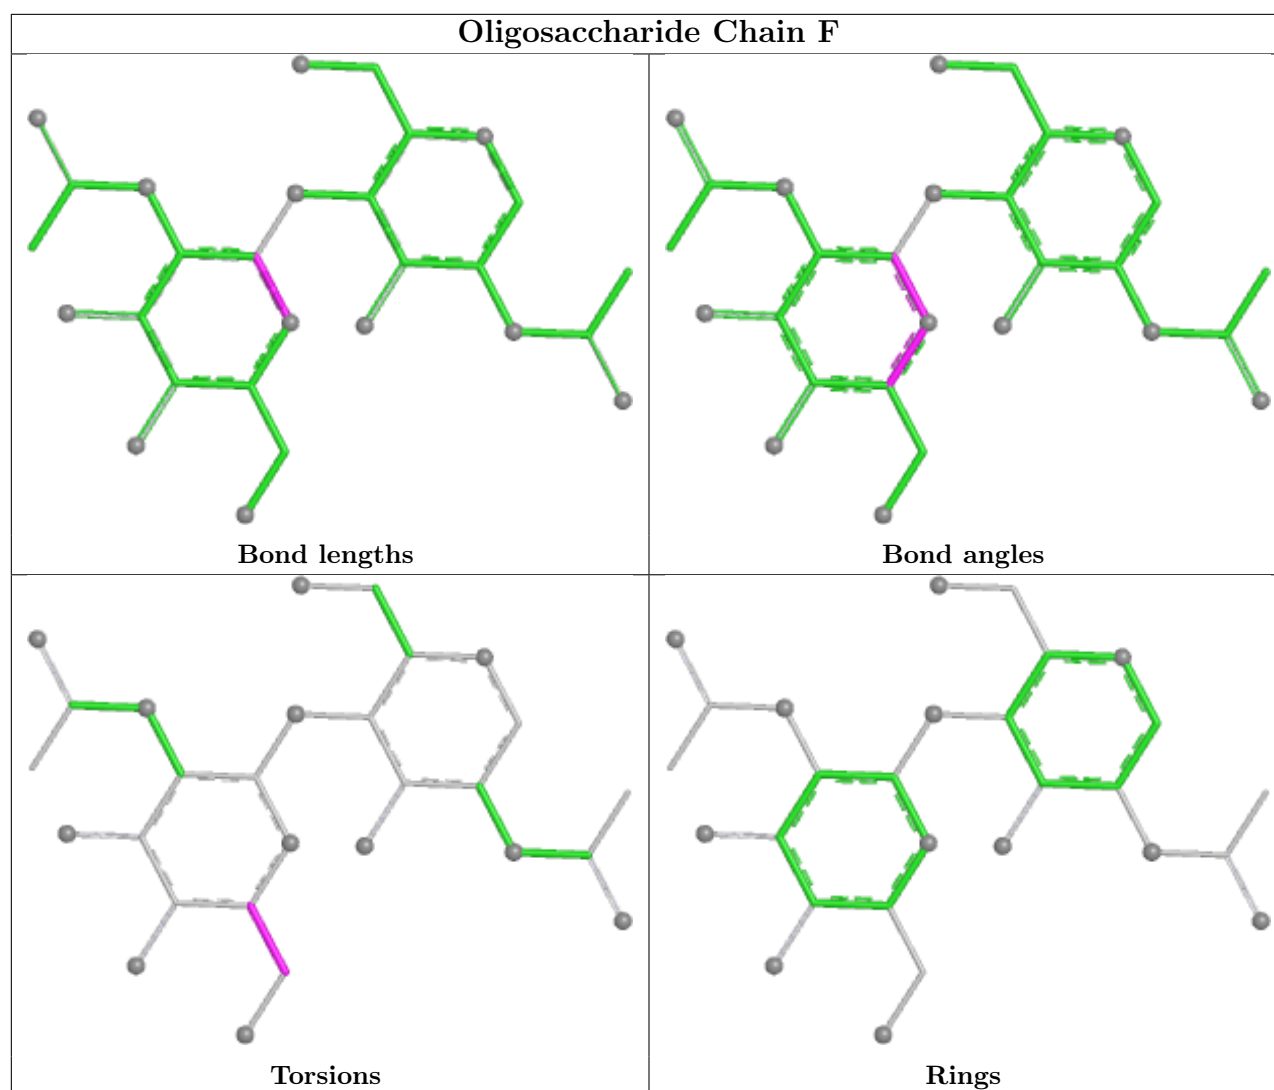 Oligosaccharide Chain F
Bond lengths
Bond angles
Torsions
Rings